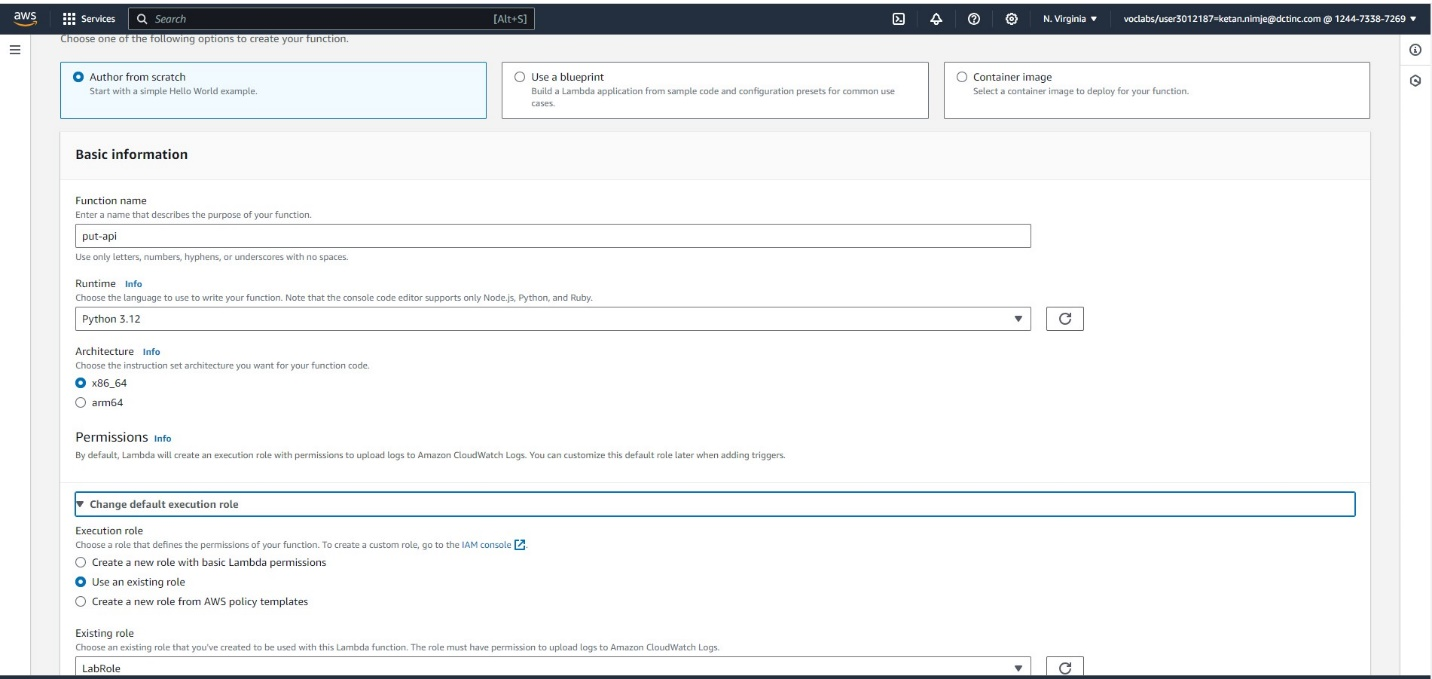 aws
Services
Search
[Alt+S]
N. Virginia
voclabs/user3012187=ketan.nimje@dctinc.com @ 1244-7338-7269
Choose one of the following options to create your function.
Author from scratch
Start with a simple Hello World example.
Use a blueprint
Build a Lambda application from sample code and configuration presets for common use
cases.
Container image
Select a container image to deploy for your function.
Basic information
Function name
Enter a name that describes the purpose of your function.
put-api
Use only letters, numbers, hyphens, or underscores with no spaces.
Runtime Info
Choose the language to use to write your function. Note that the console code editor supports only Node.js, Python, and Ruby.
Python 3.12
Architecture Info
Choose the instruction set architecture you want for your function code.
x86_64
arm64
Permissions Info
By default, Lambda will create an execution role with permissions to upload logs to Amazon CloudWatch Logs. You can customize this default role later when adding triggers.
Change default execution role
Execution role
Choose a role that defines the permissions of your function. To create a custom role, go to the IAM console.
Create a new role with basic Lambda permissions
Use an existing role
Create a new role from AWS policy templates
Existing role
Choose an existing role that you've created to be used with this Lambda function. The role must have permission to upload logs to Amazon CloudWatch Logs.
LabRole